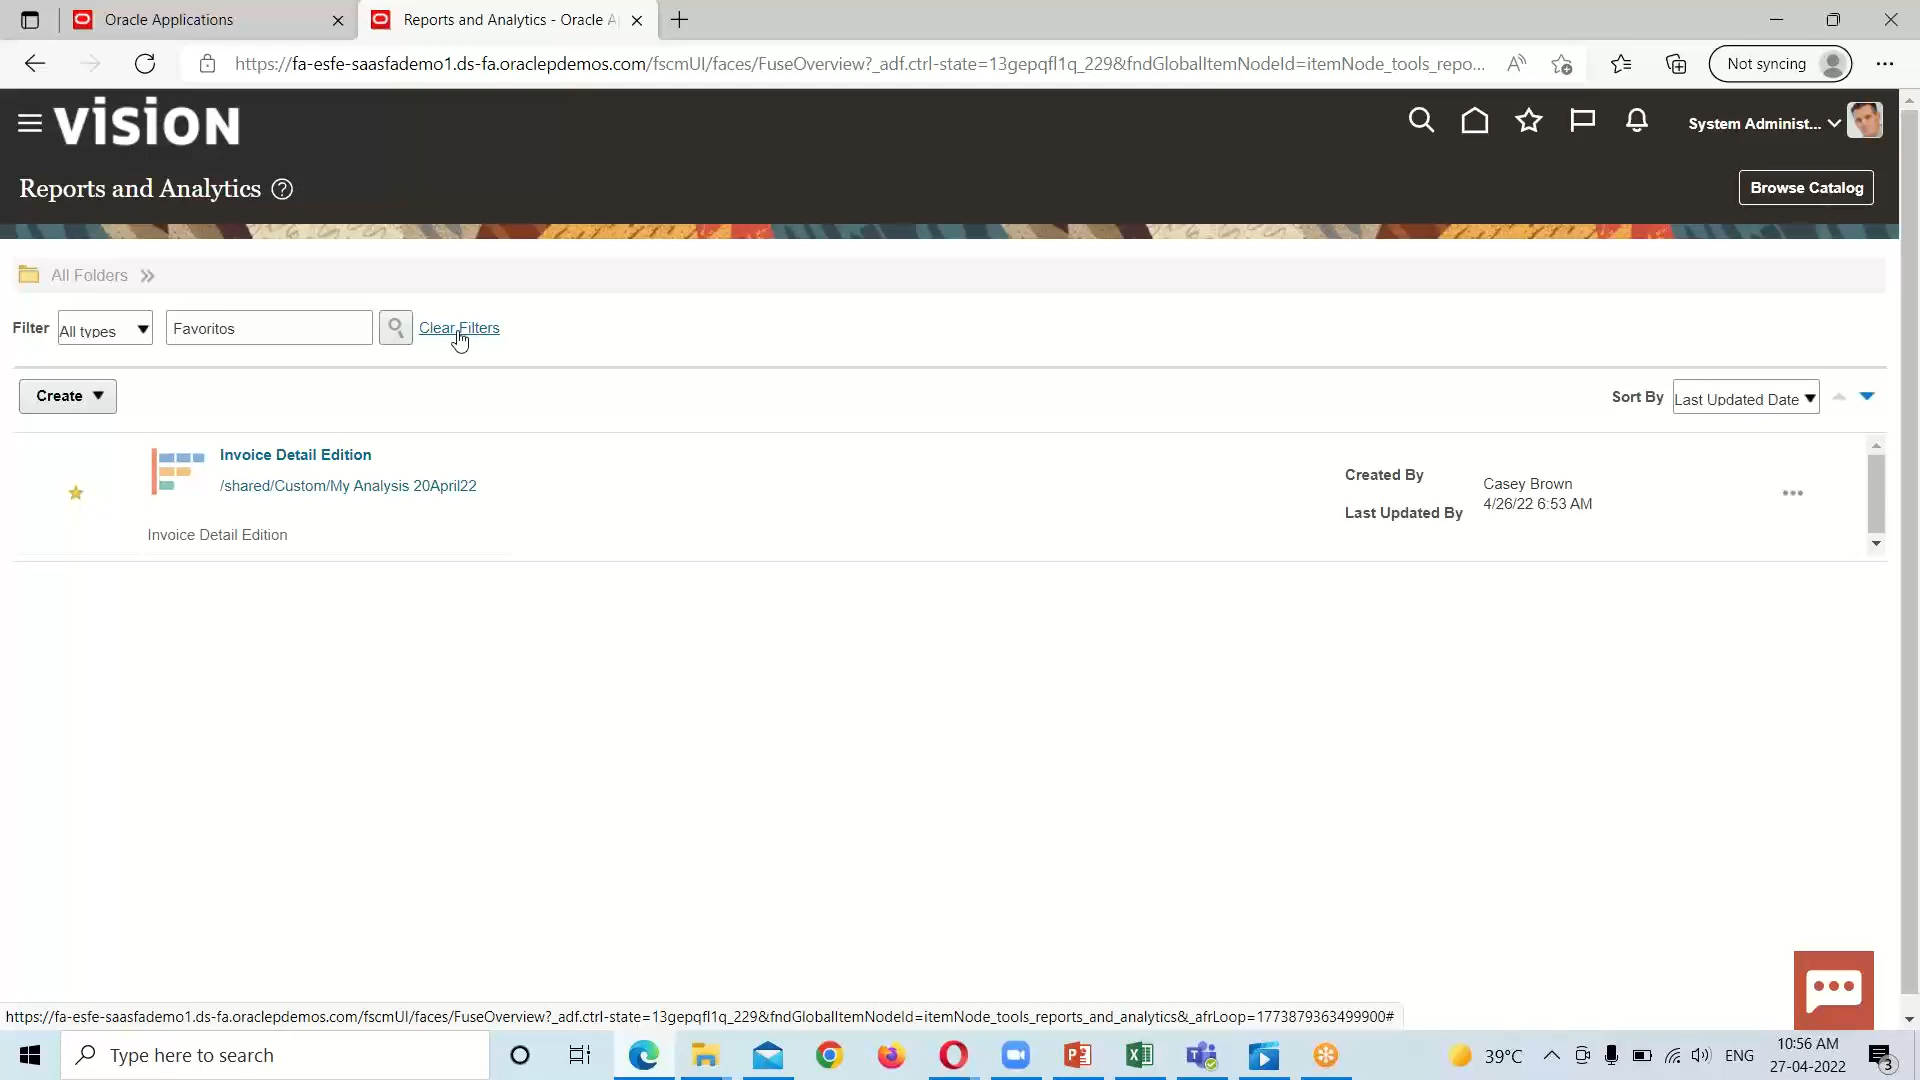 Oracle Applications
Reports and Analytics - Oracle A
https://fa-esfe-saasfademo1.ds-fa.oraclepdemos.com/fscmUI/faces/FuseOverview?_adf.ctrl-state=13gepqfl1q_229&fndGlobalItemNodeId=itemNode_tools_repo...
Not syncing
vision
System Administ...
Reports and Analytics
Browse Catalog
All Folders
Filter All types Favoritos Clear Filters
Create
Sort By Last Updated Date
Invoice Detail Edition
/shared/Custom/My Analysis 20April22
Invoice Detail Edition
Created By
Last Updated By
Casey Brown
4/26/22 6:53 AM
https://fa-esfe-saasfademo1.ds-fa.oraclepdemos.com/fscmUI/faces/FuseOverview?_adf.ctrl-state=13gepqfl1q_229&fndGlobalItemNodeId=itemNode_tools_reports_and_analytics&_afrLoop=1773879363499900#
Type here to search
39°C
ENG
10:56 AM
27-04-2022
3